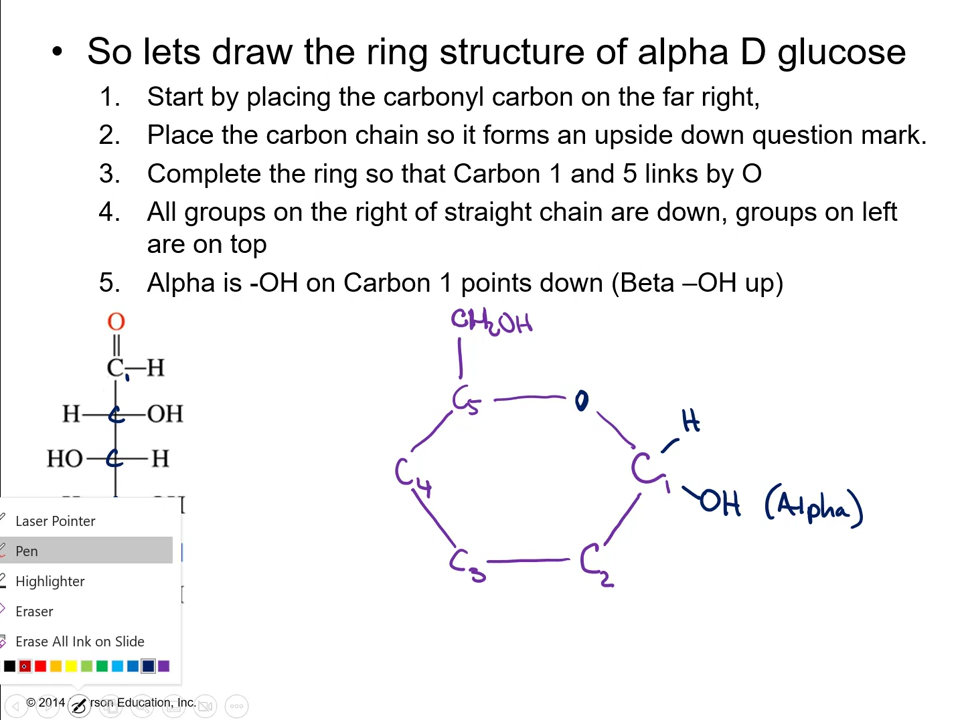 • So lets draw the ring structure of alpha D glucose
1. Start by placing the carbonyl carbon on the far right,
2. Place the carbon chain so it forms an upside down question mark.
3. Complete the ring so that Carbon 1 and 5 links by O
4. All groups on the right of straight chain are down, groups on left
are on top
5. Alpha is -OH on Carbon 1 points down (Beta –OH up)
O
C–H
1
H C OH
HO C H
CH₂OH
C₅ O
H
C₄ C₁
OH (Alpha)
C₃ C₂
Laser Pointer
Pen
Highlighter
Eraser
Erase All Ink on Slide
© 2014 rson Education, Inc.